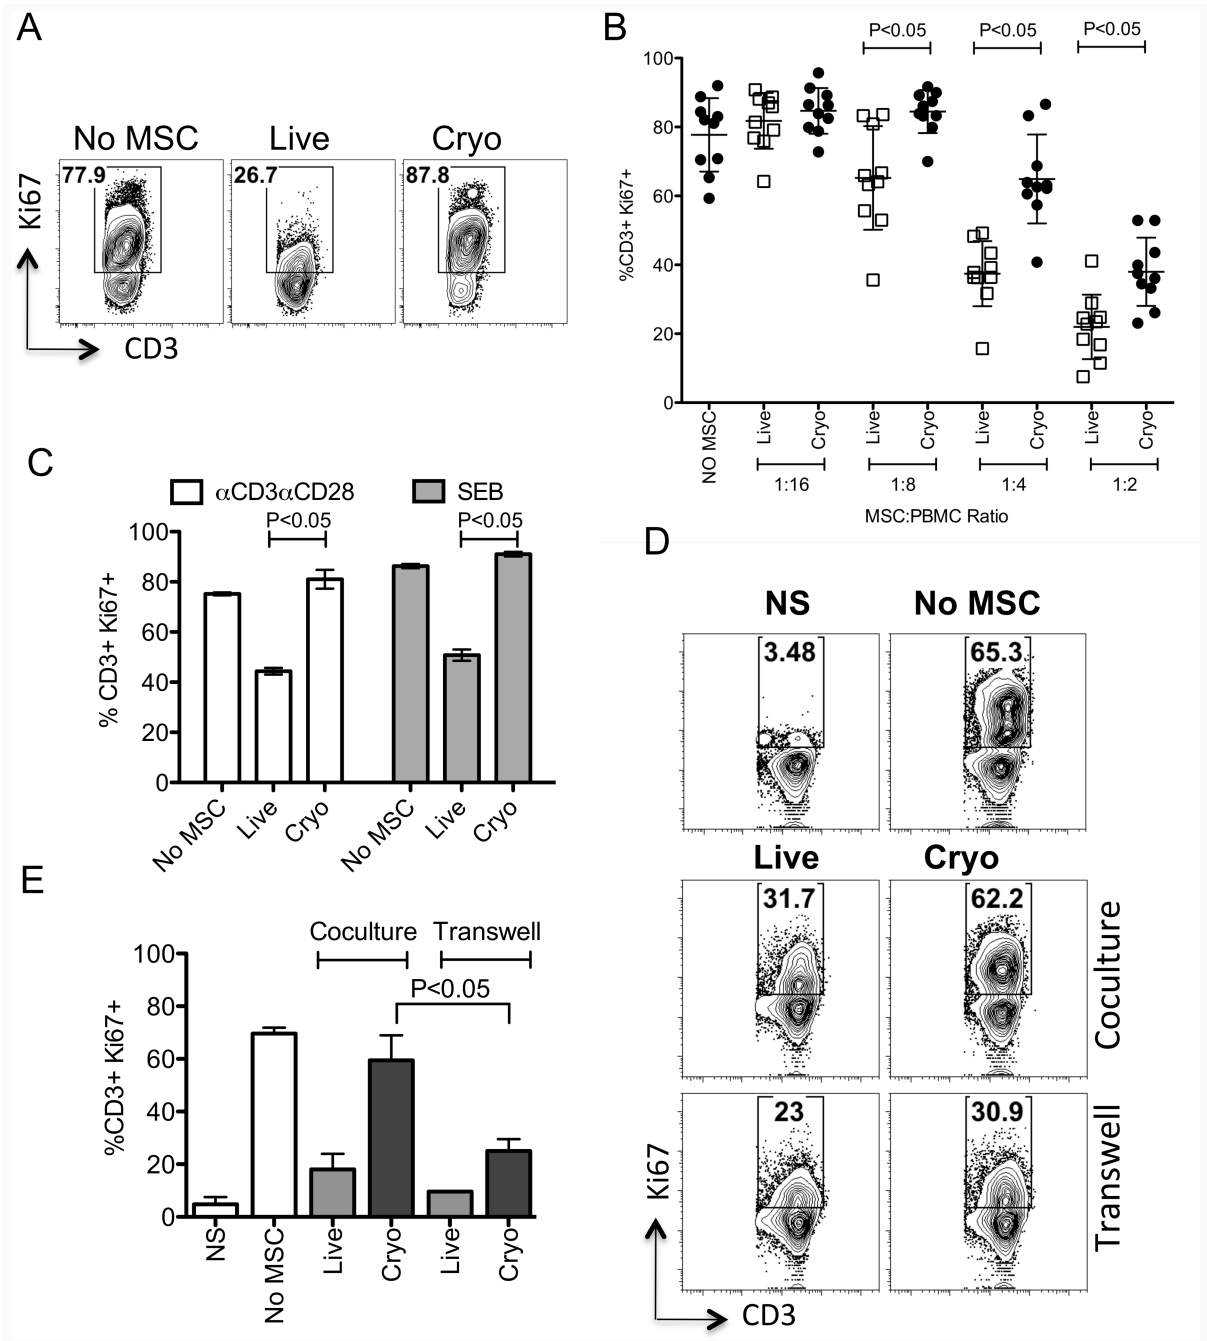 A
No MSC Live Cryo
77.9 26.7 87.8
Ki67
CD3
B
P<0.05 P<0.05 P<0.05
100
80
60
40
20
0
%CD3+ Ki67+
NO MSC Live Cryo Live Cryo Live Cryo Live Cryo
1:16 1:8 1:4 1:2
MSC:PBMC Ratio
C
αCD3αCD28 SEB
P<0.05 P<0.05
100
80
60
40
20
0
% CD3+ Ki67+
No MSC Live Cryo No MSC Live Cryo
D
NS No MSC
3.48 65.3
Live Cryo
31.7 62.2
Coculture
23 30.9
Transwell
Ki67
CD3
E
Coculture Transwell
P<0.05
100
80
60
40
20
0
%CD3+ Ki67+
NS No MSC Live Cryo Live Cryo